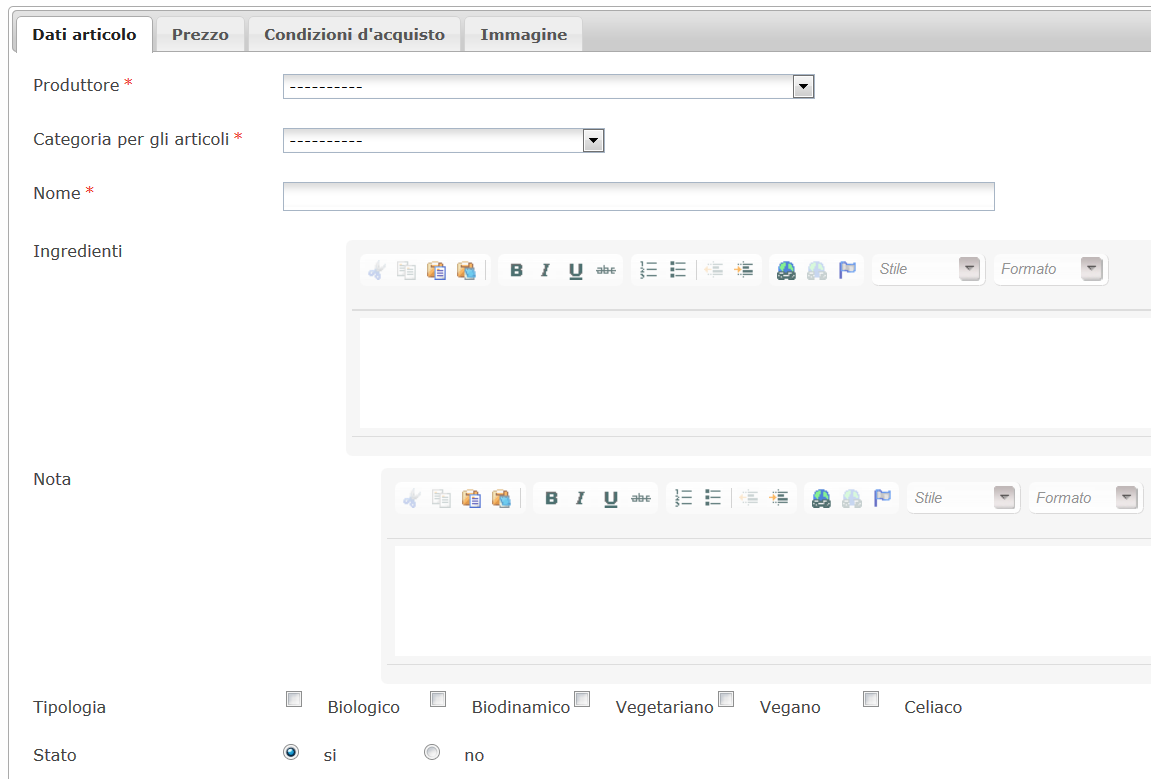 Dati articolo Prezzo Condizioni d'acquisto Immagine
Produttore * ----------
Categoria per gli articoli * ----------
Nome *
Ingredienti
B I U abc Stile Formato
Nota
B I U abc Stile Formato
Tipologia Biologico Biodinamico Vegetariano Vegano Celiaco
Stato si no